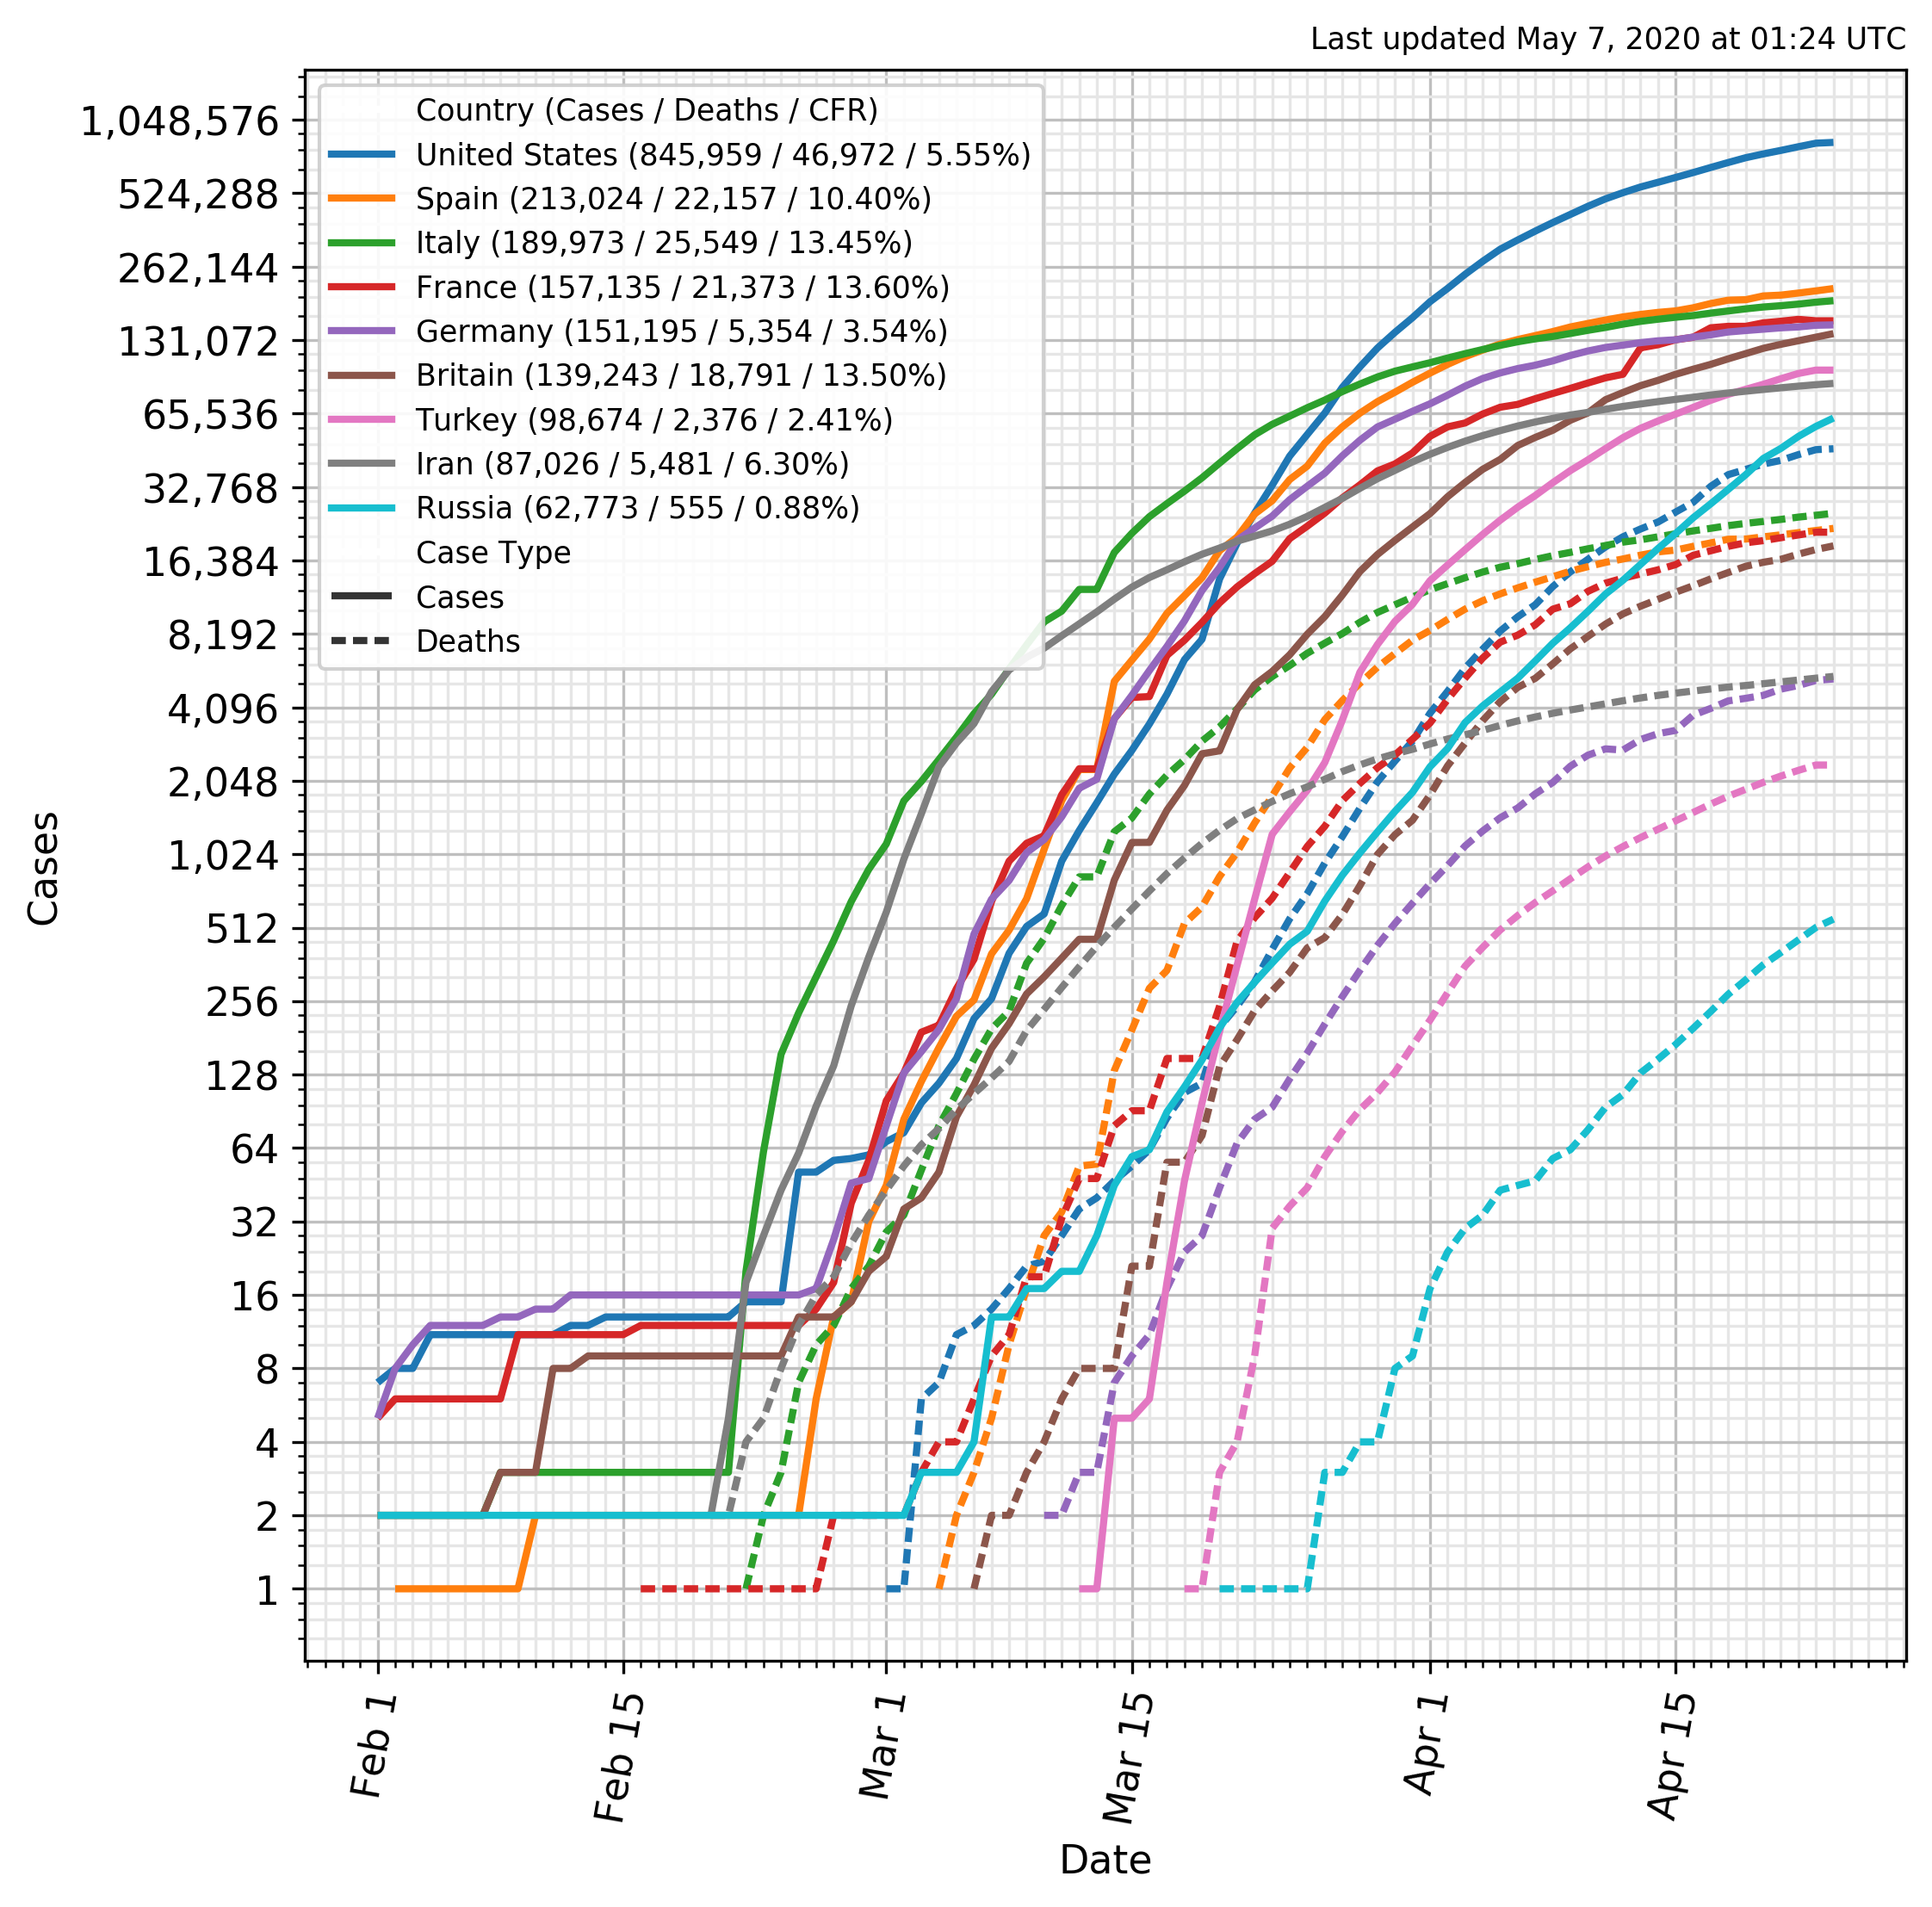 Last updated May 7, 2020 at 01:24 UTC
Country (Cases / Deaths / CFR)
United States (845,959 / 46,972 / 5.55%)
Spain (213,024 / 22,157 / 10.40%)
Italy (189,973 / 25,549 / 13.45%)
France (157,135 / 21,373 / 13.60%)
Germany (151,195 / 5,354 / 3.54%)
Britain (139,243 / 18,791 / 13.50%)
Turkey (98,674 / 2,376 / 2.41%)
Iran (87,026 / 5,481 / 6.30%)
Russia (62,773 / 555 / 0.88%)
Case Type
Cases
Deaths
1,048,576
524,288
262,144
131,072
65,536
32,768
16,384
8,192
4,096
2,048
1,024
512
256
128
64
32
16
8
4
2
1
Cases
Feb 1
Feb 15
Mar 1
Mar 15
Apr 1
Apr 15
Date